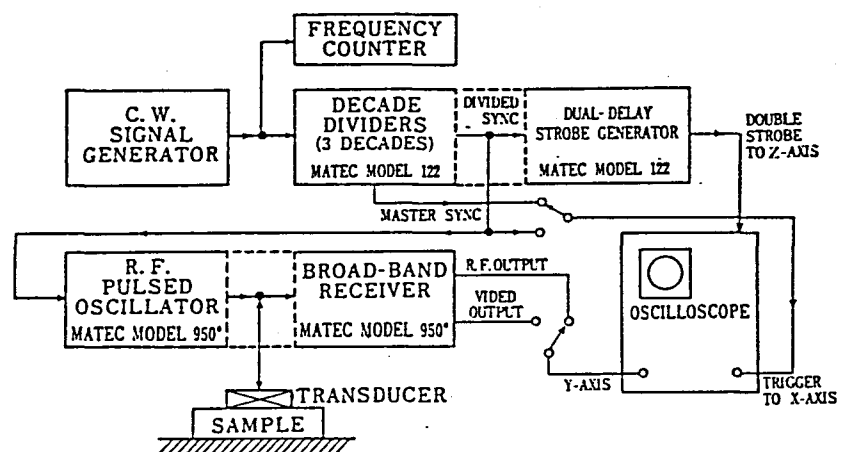 FREQUENCY
COUNTER
C. W.
SIGNAL
GENERATOR
DECADE
DIVIDERS
(3 DECADES)
MATEC MODEL 122
DIVIDED
SYNC
DUAL-DELAY
STROBE GENERATOR
MATEC MODEL 122
DOUBLE
STROBE
TO Z-AXIS
MASTER SYNC
R. F.
PULSED
OSCILLATOR
MATEC MODEL 950*
BROAD-BAND
RECEIVER
MATEC MODEL 950*
R.F. OUTPUT
VIDEO
OUTPUT
OSCILLOSCOPE
Y-AXIS
TRIGGER
TO X-AXIS
TRANSDUCER
SAMPLE